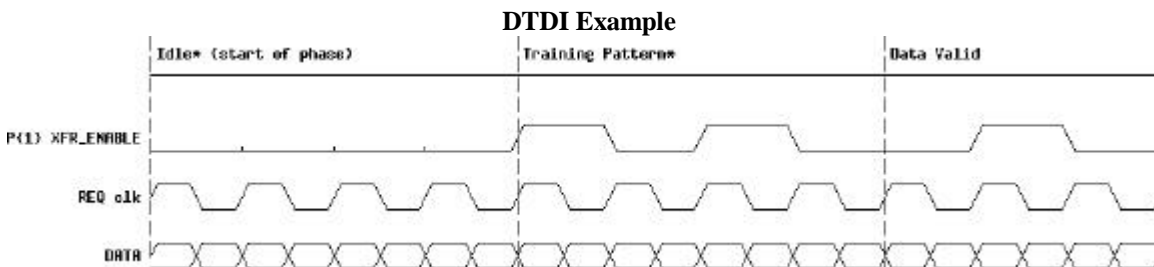 DTDI Example
Idle* (start of phase)
Training Pattern*
Data Valid
P(1) XFR_ENABLE
REQ clk
DATA